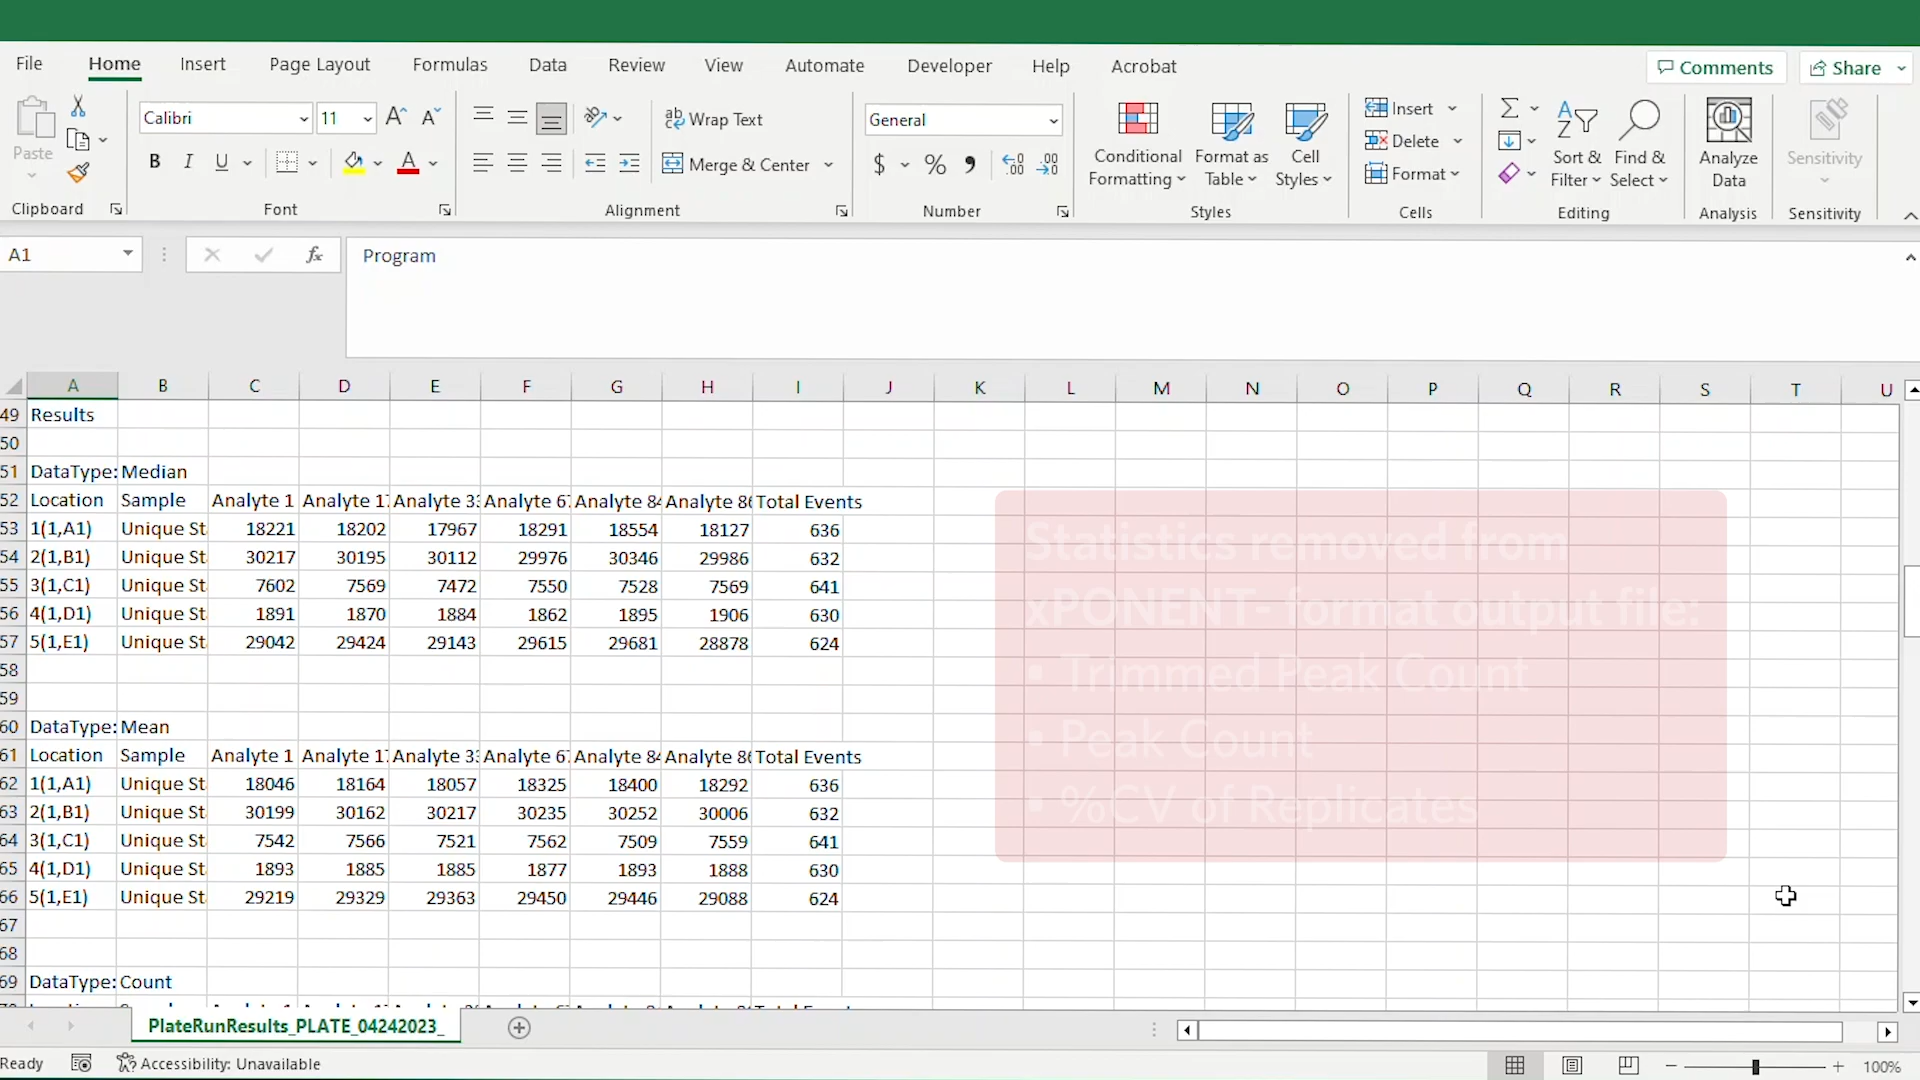 File Home Insert Page Layout Formulas Data Review View Automate Developer Help Acrobat Comments Share
Calibri 11 Wrap Text General Insert
Paste B I U Merge & Center $ % Conditional Formatting Format as Table Cell Styles Delete Sort & Filter Find & Select Analyze Data Sensitivity
Format
Clipboard Font Alignment Number Styles Cells Editing Analysis Sensitivity
A1 fx Program
A B C D E F G H I J K L M N O P Q R S T U
49 Results
50
51 DataType: Median
52 Location Sample Analyte 1 Analyte 17 Analyte 33 Analyte 67 Analyte 84 Analyte 86 Total Events
53 1(1,A1) Unique St 18221 18202 17967 18291 18554 18127 636
54 2(1,B1) Unique St 30217 30195 30112 29976 30346 29986 632
55 3(1,C1) Unique St 7602 7569 7472 7550 7528 7569 641
56 4(1,D1) Unique St 1891 1870 1884 1862 1895 1906 630
57 5(1,E1) Unique St 29042 29424 29143 29615 29681 28878 624
58
59
60 DataType: Mean
61 Location Sample Analyte 1 Analyte 17 Analyte 33 Analyte 67 Analyte 84 Analyte 86 Total Events
62 1(1,A1) Unique St 18046 18164 18057 18325 18400 18292 636
63 2(1,B1) Unique St 30199 30162 30217 30235 30252 30006 632
64 3(1,C1) Unique St 7542 7566 7521 7562 7509 7559 641
65 4(1,D1) Unique St 1893 1885 1885 1877 1893 1888 630
66 5(1,E1) Unique St 29219 29329 29363 29450 29446 29088 624
67
68
69 DataType: Count
Statistics removed from
xPONENT- format output file:
▪ Trimmed Peak Count
▪ Peak Count
▪ %CV of Replicates
PlateRunResults_PLATE_04242023_
Ready Accessibility: Unavailable 100%